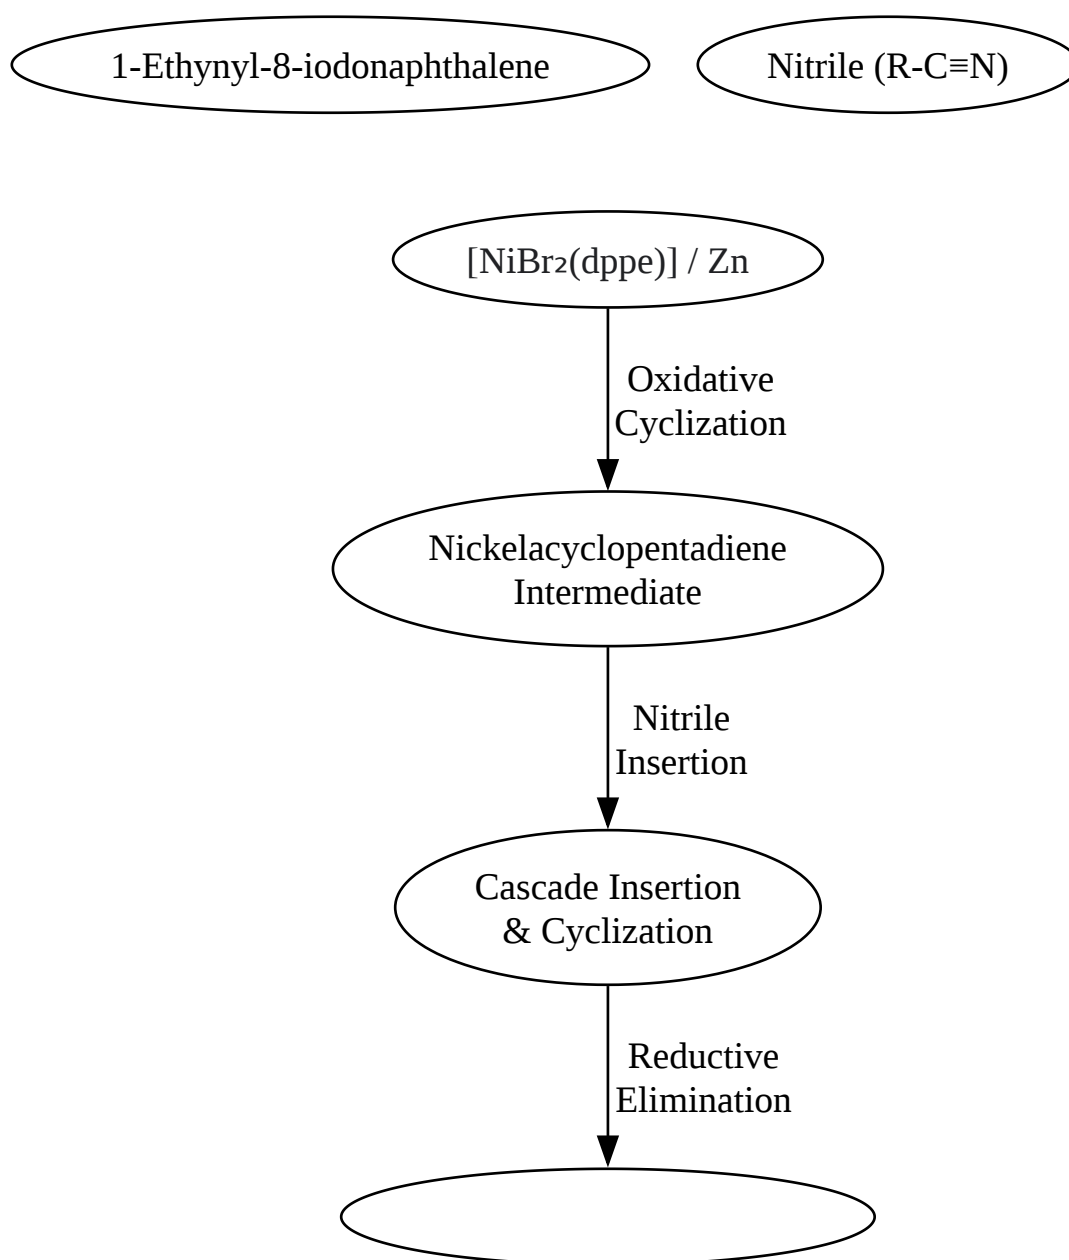 1-Ethynyl-8-iodonaphthalene
Nitrile (R-C≡N)
[NiBr₂(dppe)] / Zn
Oxidative
Cyclization
Nickelacyclopentadiene
Intermediate
Nitrile
Insertion
Cascade Insertion
& Cyclization
Reductive
Elimination